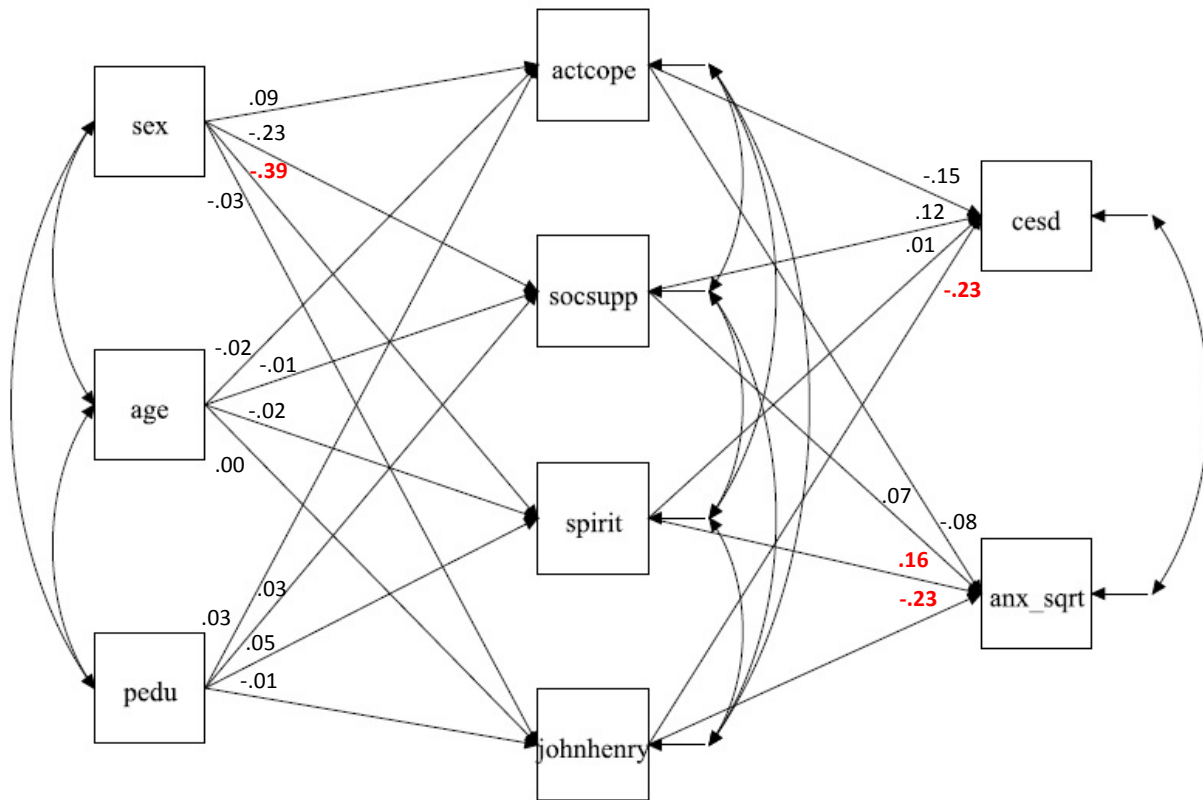 actcope
sex
.09
-.23
-.39
-.03
-.15
.12
.01
-.23
cesd
socsupp
age
-.02
-.01
-.02
.00
spirit
.07
-.08
.16
-.23
anx_sqrt
pedu
.03
.03
.05
-.01
johnhenry